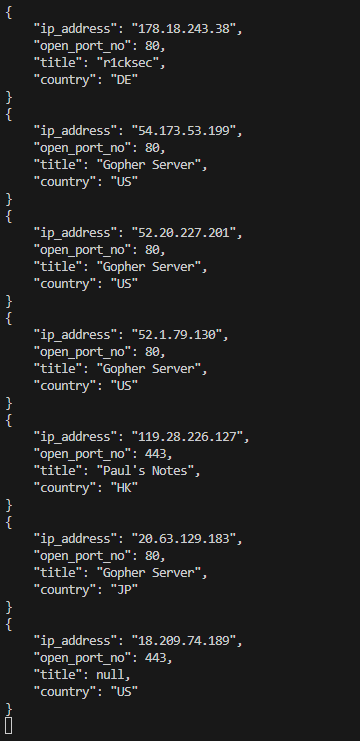 {
    "ip_address": "178.18.243.38",
    "open_port_no": 80,
    "title": "r1cksec",
    "country": "DE"
}
{
    "ip_address": "54.173.53.199",
    "open_port_no": 80,
    "title": "Gopher Server",
    "country": "US"
}
{
    "ip_address": "52.20.227.201",
    "open_port_no": 80,
    "title": "Gopher Server",
    "country": "US"
}
{
    "ip_address": "52.1.79.130",
    "open_port_no": 80,
    "title": "Gopher Server",
    "country": "US"
}
{
    "ip_address": "119.28.226.127",
    "open_port_no": 443,
    "title": "Paul's Notes",
    "country": "HK"
}
{
    "ip_address": "20.63.129.183",
    "open_port_no": 80,
    "title": "Gopher Server",
    "country": "JP"
}
{
    "ip_address": "18.209.74.189",
    "open_port_no": 443,
    "title": null,
    "country": "US"
}